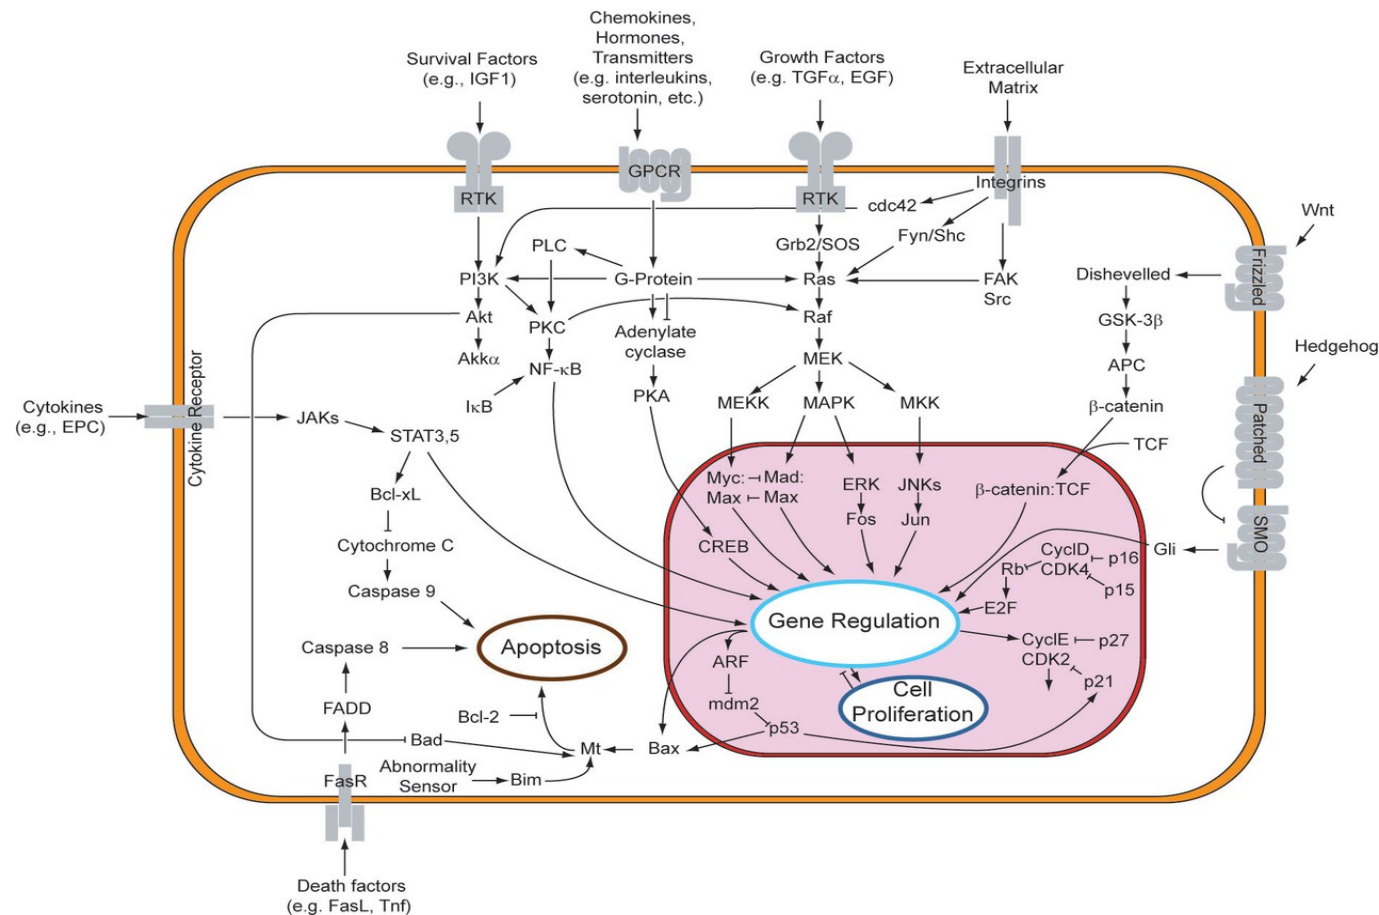 Chemokines,
Hormones,
Transmitters
(e.g. interleukins,
serotonin, etc.)
Survival Factors
(e.g., IGF1)
Growth Factors
(e.g. TGFα, EGF)
Extracellular
Matrix
RTK
GPCR
RTK
Integrins
cdc42
Fyn/Shc
Wnt
Frizzled
PLC
Grb2/SOS
PI3K
G-Protein
Ras
FAK
Src
Dishevelled
Akt
PKC
Adenylate
cyclase
Raf
GSK-3β
Akkα
NF-κB
MEK
APC
Hedgehog
IκB
PKA
MEKK
MAPK
MKK
β-catenin
TCF
Patched
Cytokines
(e.g., EPC)
Cytokine Receptor
JAKs
STAT3,5
Myc:
Max
Mad:
Max
ERK
JNKs
β-catenin:TCF
Bcl-xL
Fos
Jun
SMO
Cytochrome C
CREB
Gli
CyclD
CDK4
p16
p15
Rb
Caspase 9
E2F
Gene Regulation
CyclE
CDK2
p27
p21
Caspase 8
Apoptosis
ARF
FADD
mdm2
Cell
Proliferation
Bcl-2
p53
Bad
Mt
Bax
Abnormality
Sensor
Bim
FasR
Death factors
(e.g. FasL, Tnf)